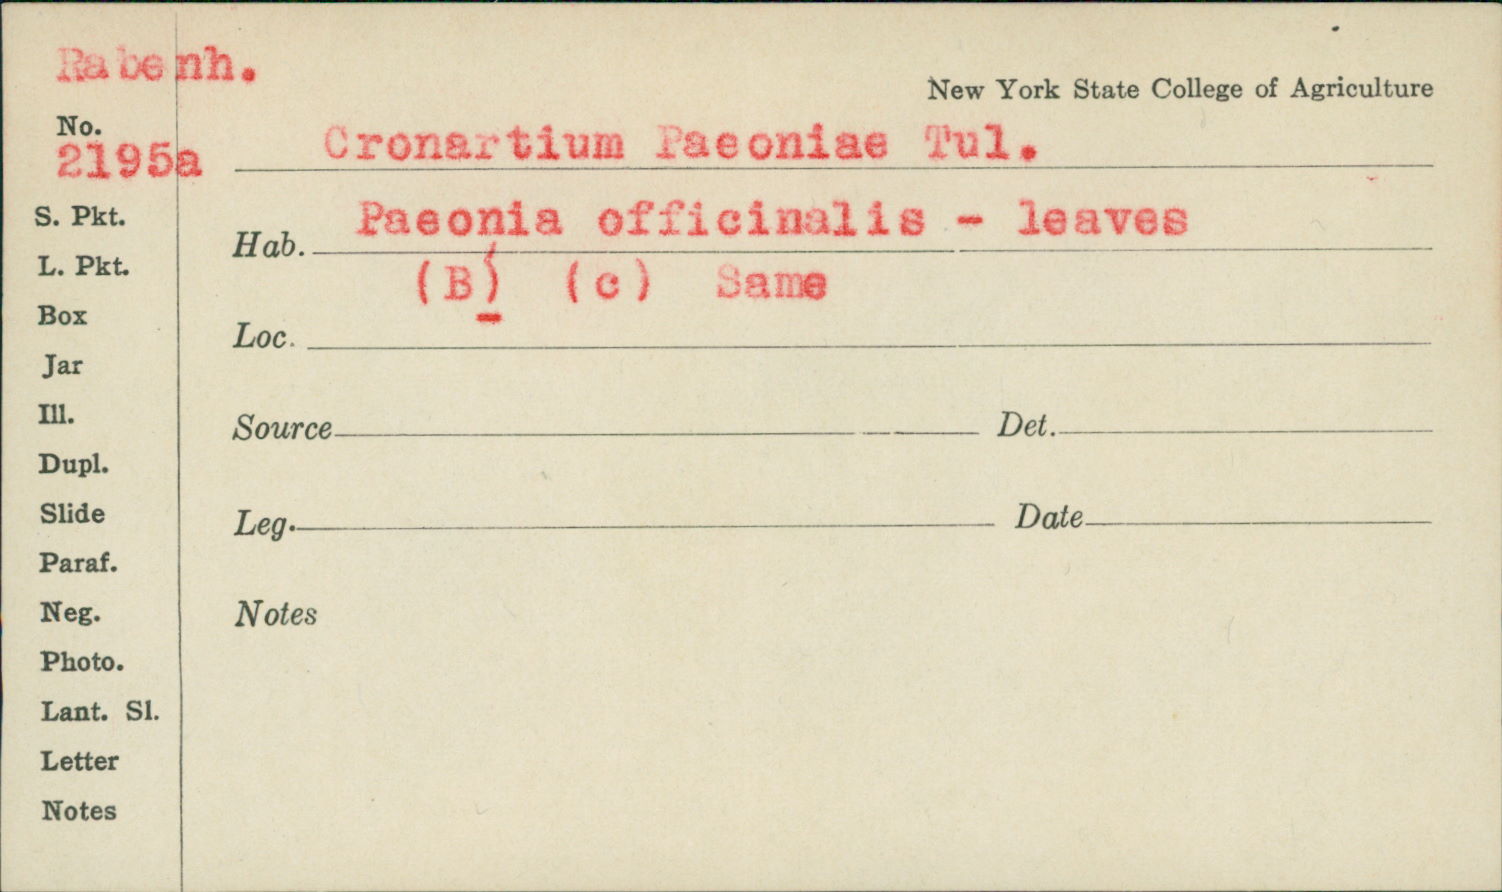 Rabenh.
New York State College of Agriculture
No.
2195a
Cronartium Paeoniae Tul.
S. Pkt.
Hab. Paeonia officinalis - leaves
L. Pkt.
(B) (c) Same
Box
Loc.
Jar
Ill.
Source
Det.
Dupl.
Slide
Leg.
Date
Paraf.
Neg.
Notes
Photo.
Lant. Sl.
Letter
Notes